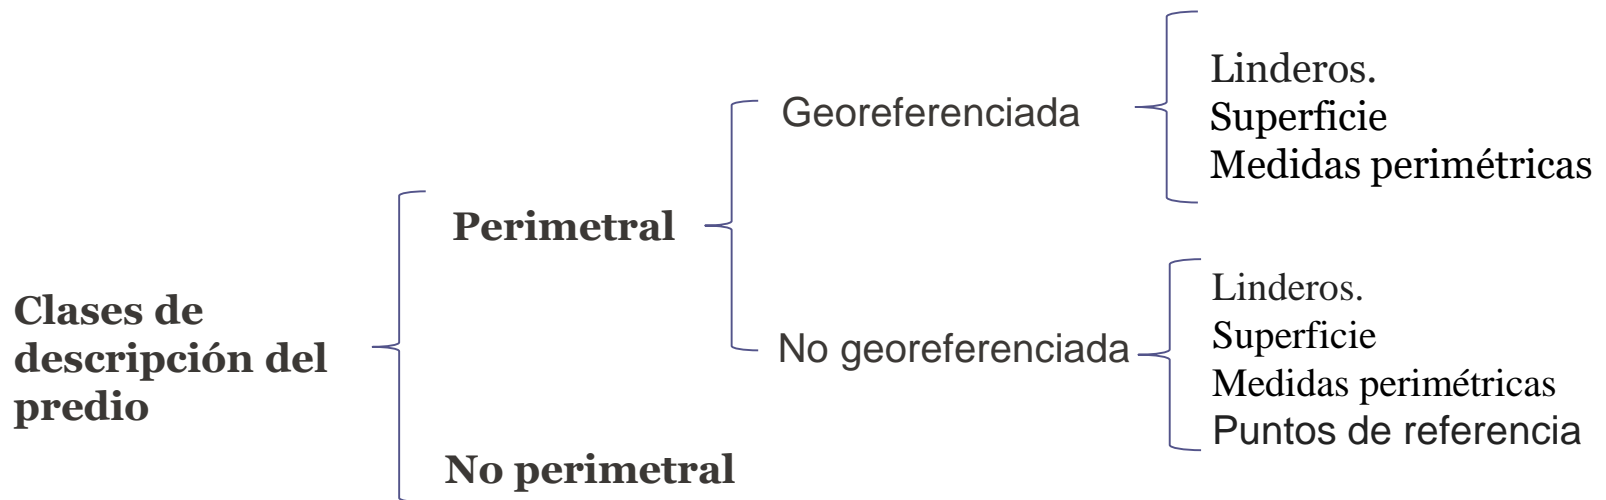 Clases de
descripción del
predio
Perimetral
Georeferenciada
Linderos.
Superficie
Medidas perimétricas
No georeferenciada
Linderos.
Superficie
Medidas perimétricas
Puntos de referencia
No perimetral